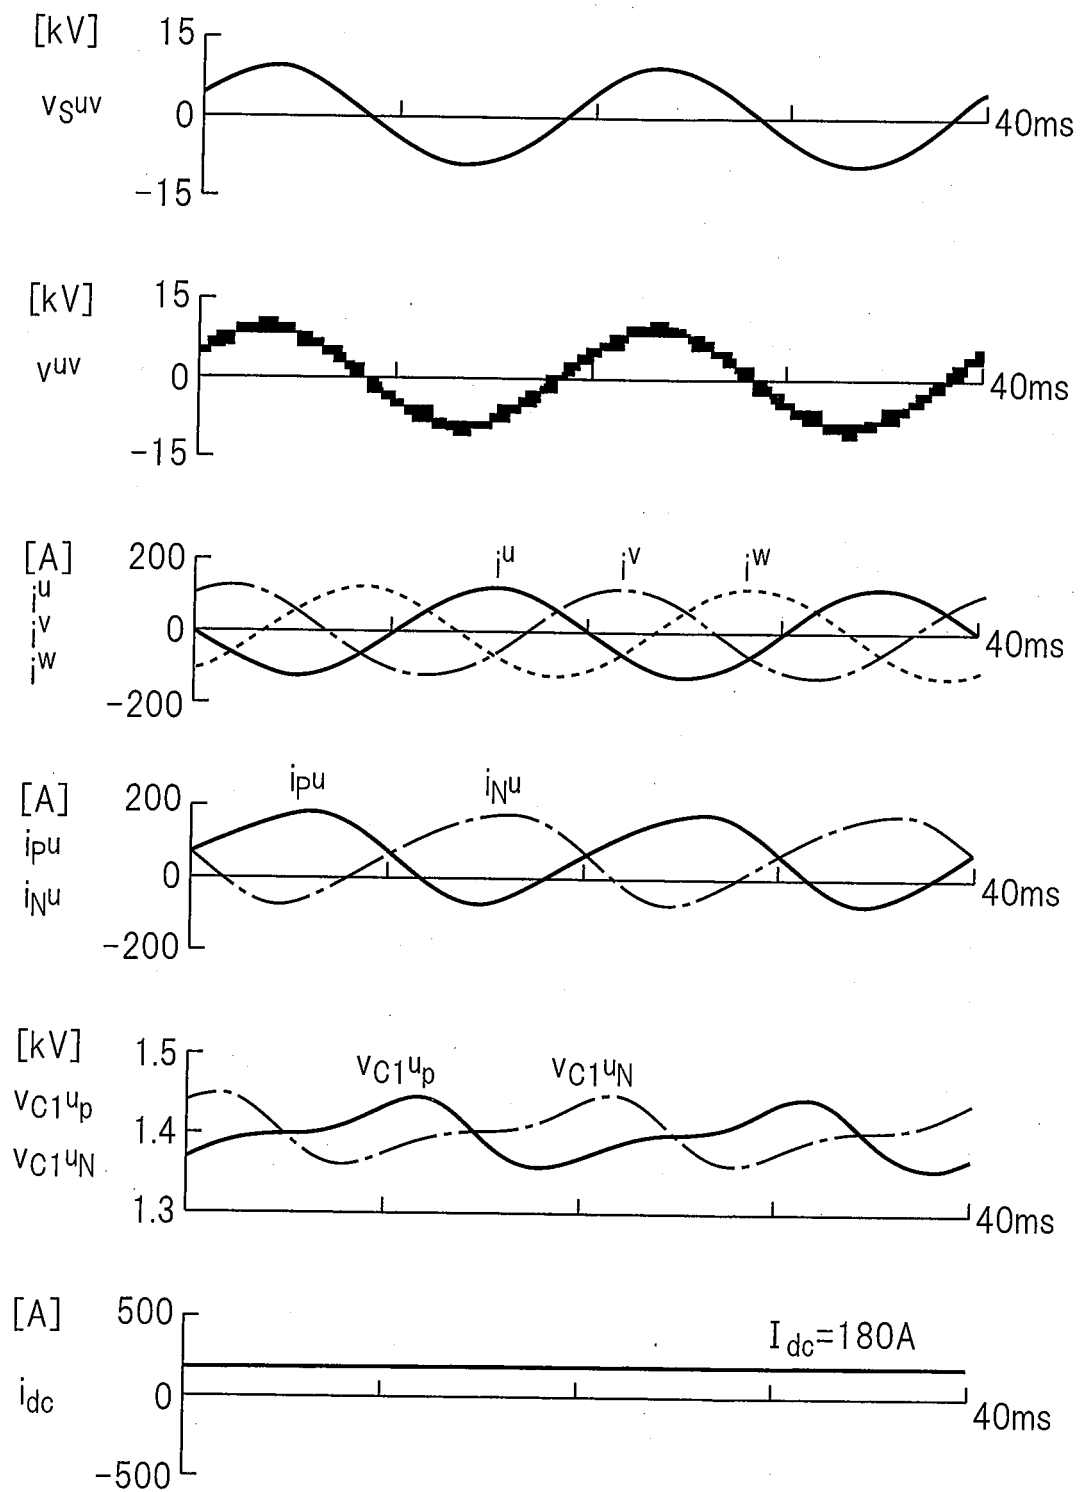 [kV] 15
vSuv 0 40ms
-15
[kV] 15
vuv 0 40ms
-15
[A] 200 iu iv iw
iu
iv 0 40ms
iw
-200
[A] 200 iPu iNu
iPu
0 40ms
iNu
-200
[kV] 1.5
vC1up vC1uN
vC1up
1.4
vC1uN
1.3 40ms
[A] 500
Idc=180A
idc 0 40ms
-500